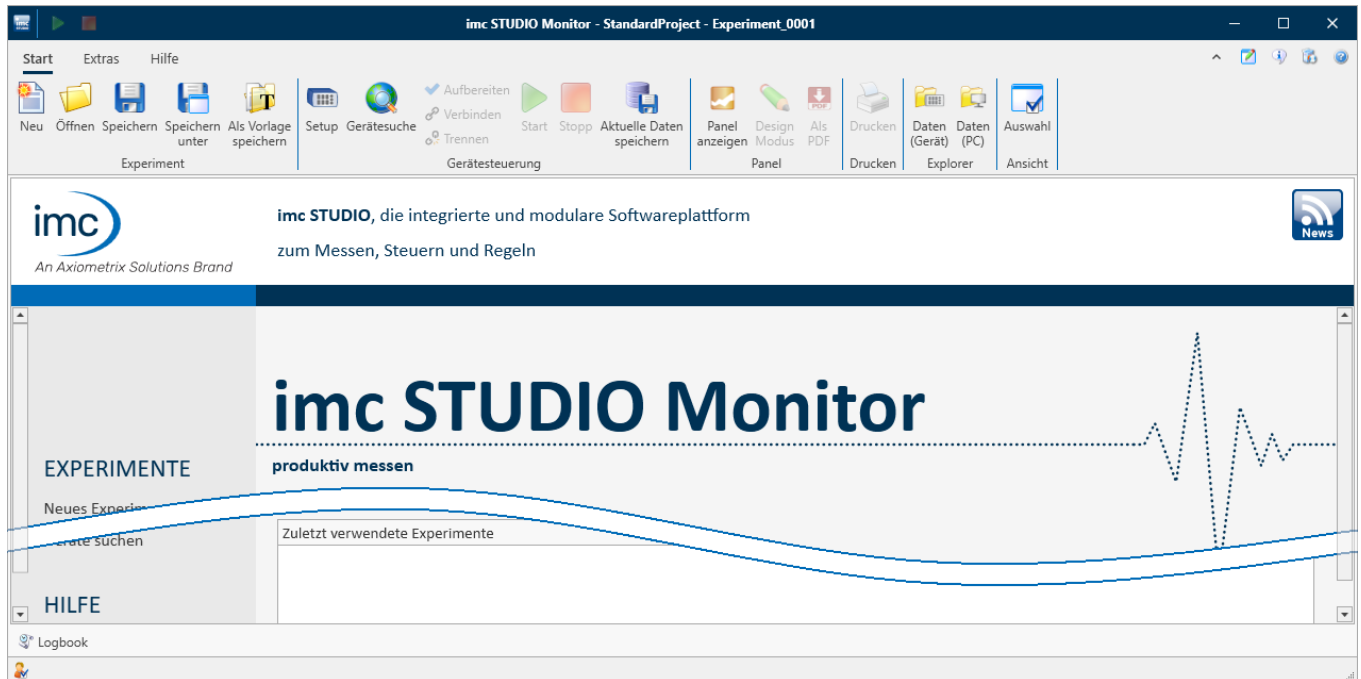 imc STUDIO Monitor - StandardProject - Experiment_0001
Start Extras Hilfe
Neu Öffnen Speichern Speichern unter Als Vorlage speichern
Experiment
Setup Gerätesuche Aufbereiten Verbinden Trennen Start Stopp Aktuelle Daten speichern
Gerätesteuerung
Panel anzeigen Design Modus Als PDF
Panel
Drucken
Drucken
Daten (Gerät) Daten (PC)
Explorer
Auswahl
Ansicht
imc
An Axiometrix Solutions Brand
imc STUDIO, die integrierte und modulare Softwareplattform
zum Messen, Steuern und Regeln
News
imc STUDIO Monitor
produktiv messen
EXPERIMENTE
Neues
suchen
Zuletzt verwendete Experimente
HILFE
Logbook